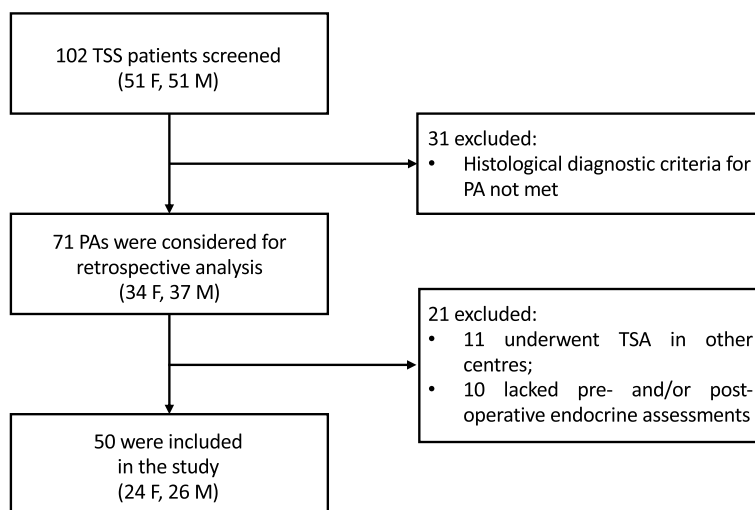 102 TSS patients screened
(51 F, 51 M)
31 excluded:
• Histological diagnostic criteria for
PA not met
71 PAs were considered for
retrospective analysis
(34 F, 37 M)
21 excluded:
• 11 underwent TSA in other
centres;
• 10 lacked pre- and/or post-
operative endocrine assessments
50 were included
in the study
(24 F, 26 M)